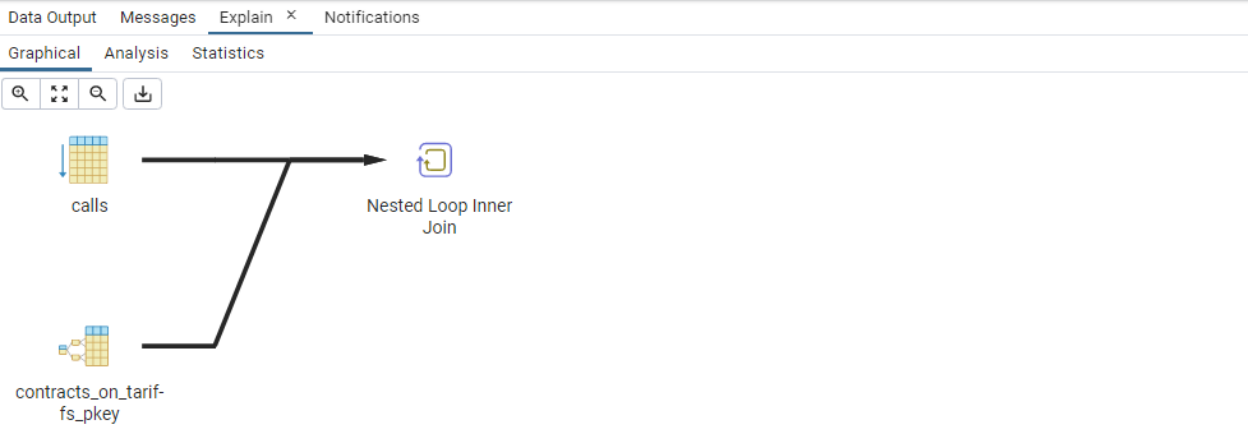 Data Output Messages Explain × Notifications
Graphical Analysis Statistics
calls
Nested Loop Inner
Join
contracts_on_tarif-
fs_pkey